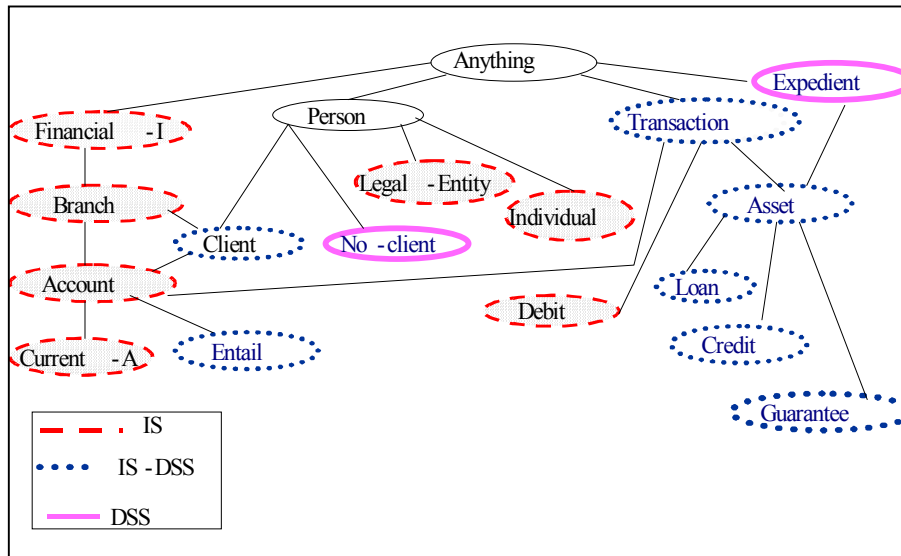 Anything
Expedient
Financial - I
Person
Transaction
Legal - Entity
Branch
Individual
Asset
Client
No - client
Account
Loan
Debit
Entail
Credit
Current - A
Guarantee
IS
IS - DSS
DSS